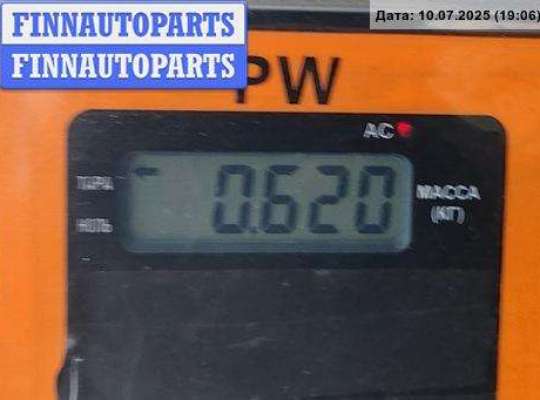 Дата: 10.07.2025 (19:06)
FINNAUTOPARTS
FINNAUTOPARTS
PW
AC
ТАРА
0.620
МАССА
(КГ)
НОЛЬ